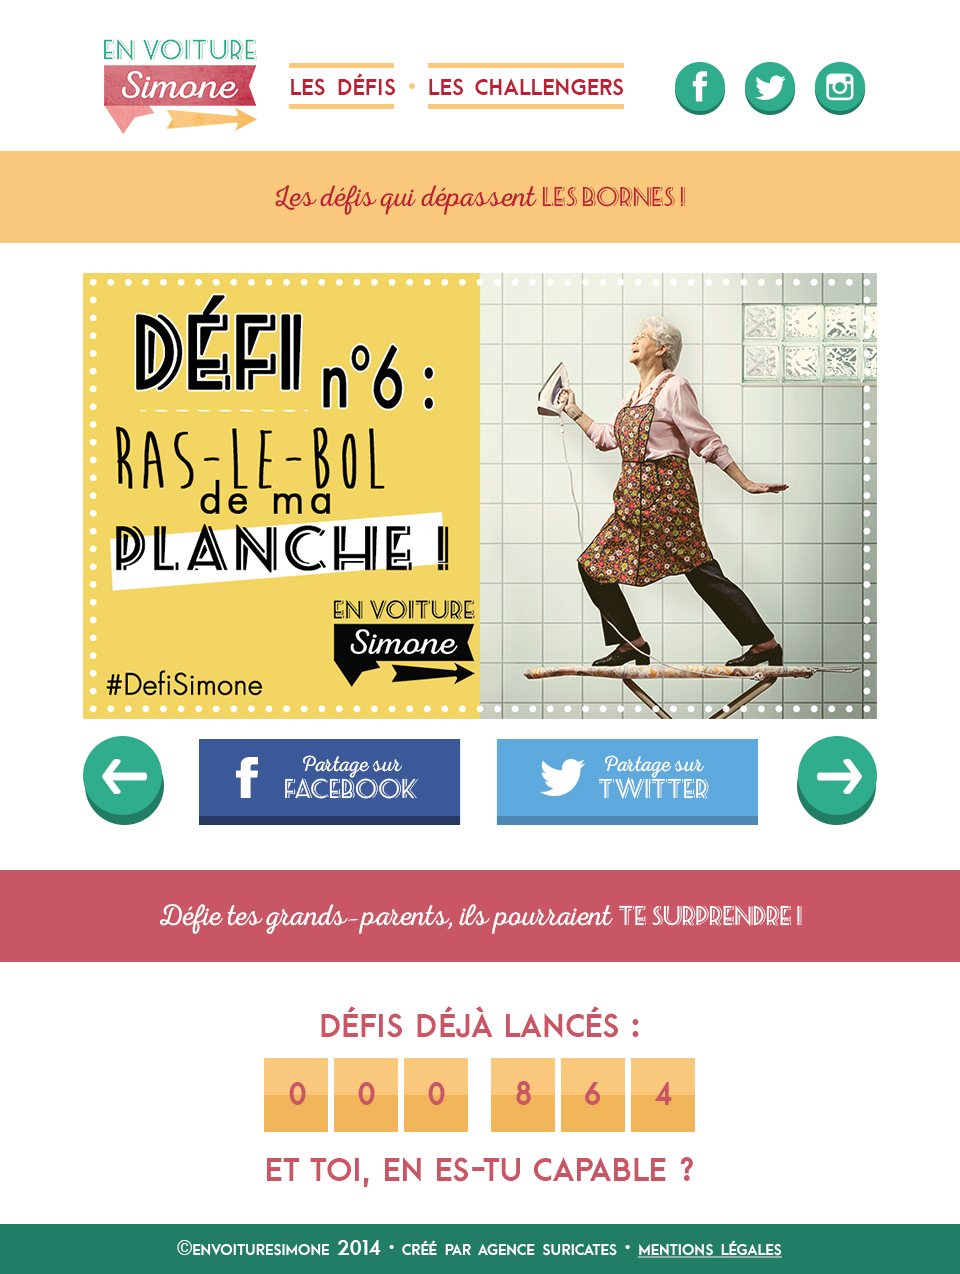 EN VOITURE
Simone
LES DÉFIS • LES CHALLENGERS
Les défis qui dépassent LES BORNES !
DÉFI
n°6 :
RAS-LE-BOL
de ma
PLANCHE !
EN VOITURE
Simone
#DefiSimone
Partage sur
FACEBOOK
Partage sur
TWITTER
Défie tes grands-parents, ils pourraient TE SURPRENDRE !
DÉFIS DÉJÀ LANCÉS :
0 0 0 8 6 4
ET TOI, EN ES-TU CAPABLE ?
©ENVOITURESIMONE 2014 • CRÉÉ PAR AGENCE SURICATES • MENTIONS LÉGALES